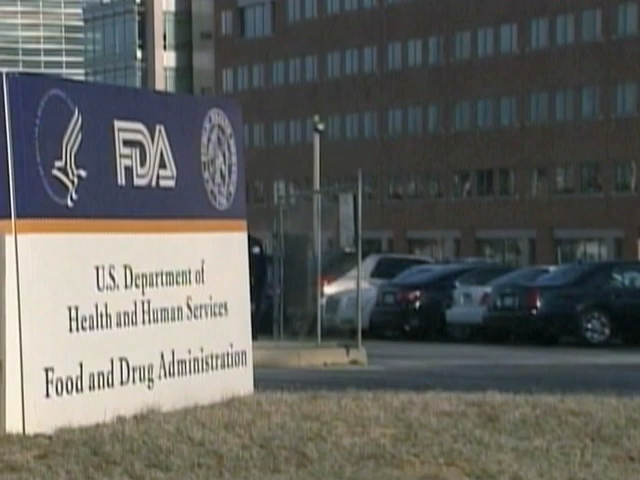 FDA
U.S. Department of
Health and Human Services
Food and Drug Administration